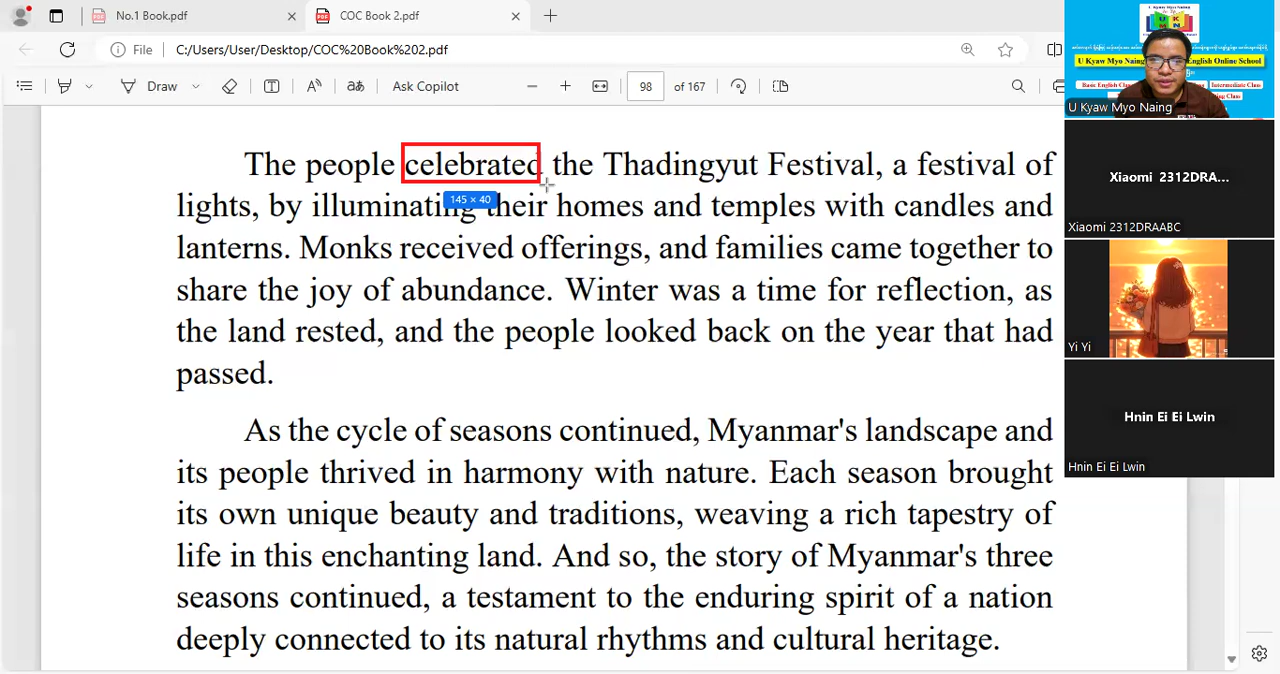 No.1 Book.pdf
COC Book 2.pdf
File
C:/Users/User/Desktop/COC%20Book%202.pdf
Draw
aあ
Ask Copilot
98 of 167
The people celebrated the Thadingyut Festival, a festival of
145 × 40
lights, by illuminating their homes and temples with candles and
lanterns. Monks received offerings, and families came together to
share the joy of abundance. Winter was a time for reflection, as
the land rested, and the people looked back on the year that had
passed.
As the cycle of seasons continued, Myanmar's landscape and
its people thrived in harmony with nature. Each season brought
its own unique beauty and traditions, weaving a rich tapestry of
life in this enchanting land. And so, the story of Myanmar's three
seasons continued, a testament to the enduring spirit of a nation
deeply connected to its natural rhythms and cultural heritage.
U Kyaw Myo Naing
English Online School
Basic English
Intermediate Class
U Kyaw Myo Naing
Xiaomi 2312DRA...
Xiaomi 2312DRAABC
Yi Yi
Hnin Ei Ei Lwin
Hnin Ei Ei Lwin